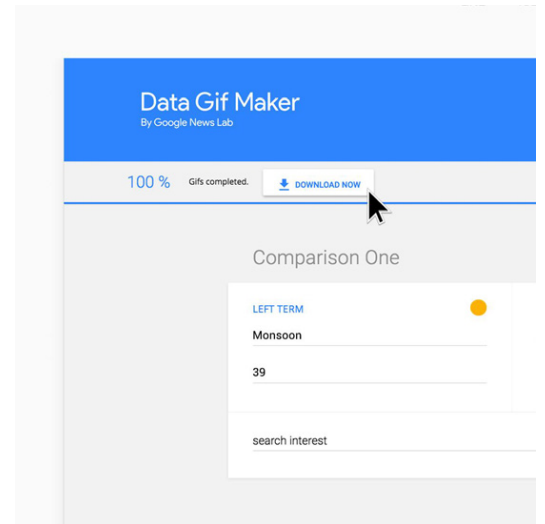 Data Gif Maker
By Google News Lab
100 % Gifs completed. DOWNLOAD NOW
Comparison One
LEFT TERM
Monsoon
39
search interest